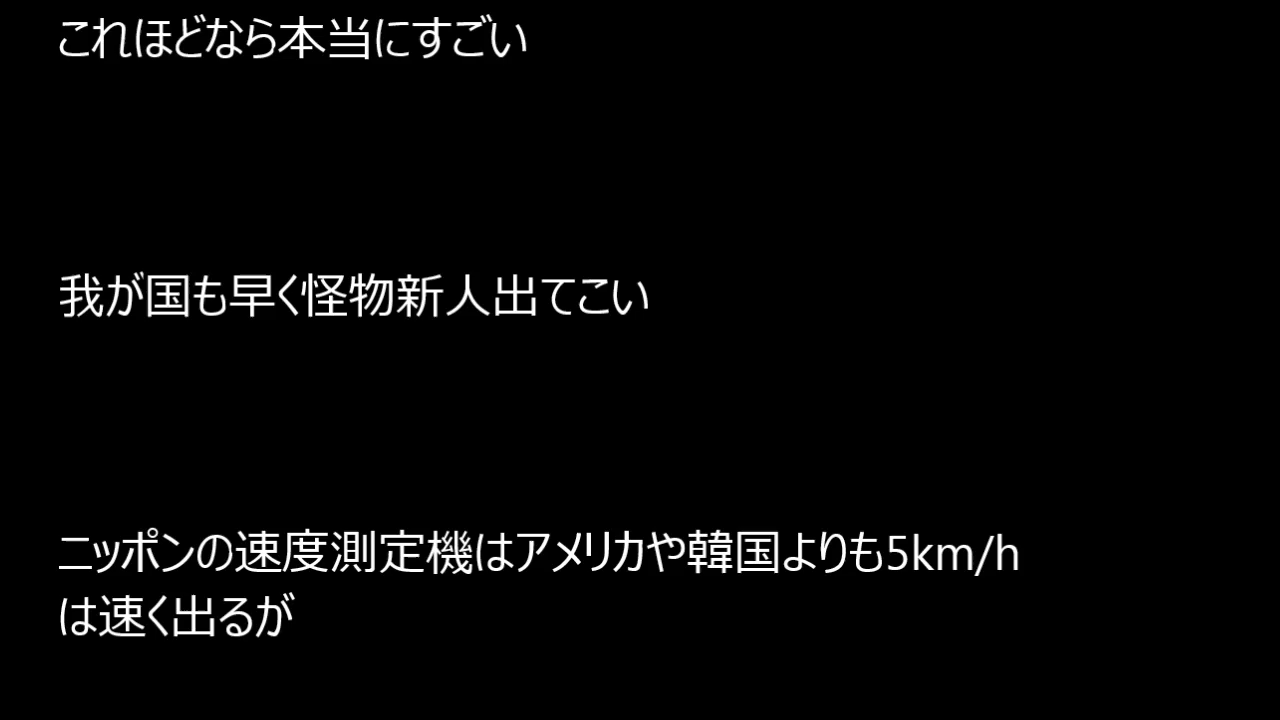 これほどなら本当にすごい
我が国も早く怪物新人出てこい
ニッポンの速度測定機はアメリカや韓国よりも5km/h
は速く出るが